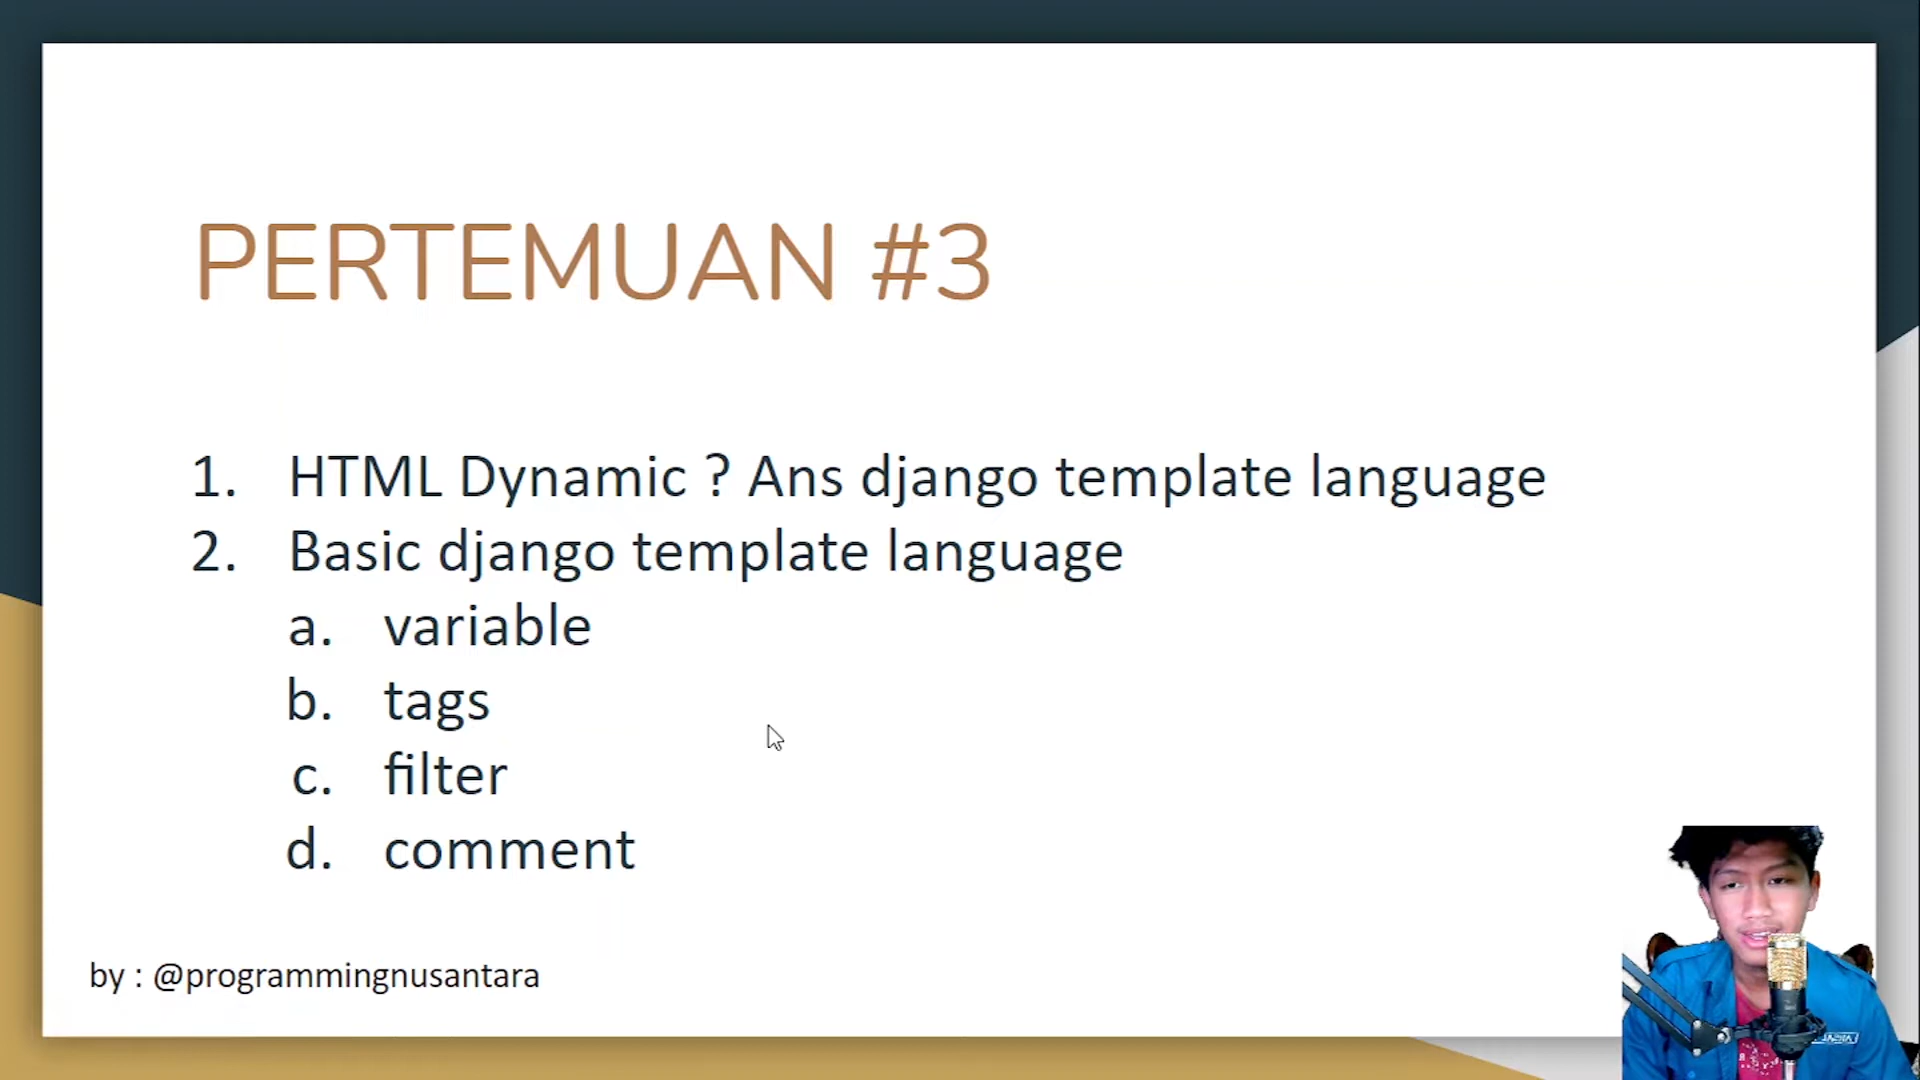 PERTEMUAN #3
1. HTML Dynamic ? Ans django template language
2. Basic django template language
a. variable
b. tags
c. filter
d. comment
by : @programmingnusantara